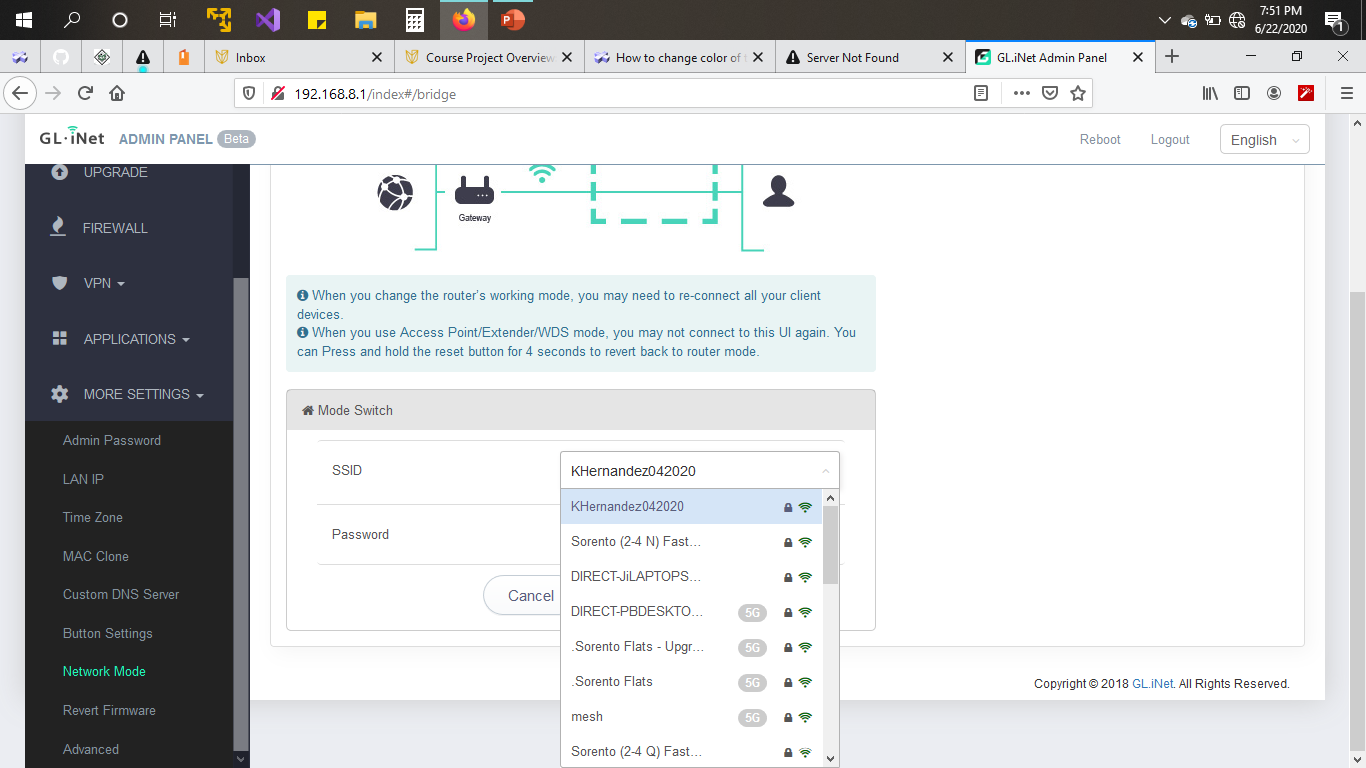 7:51 PM
6/22/2020
1
Inbox
Course Project Overview
How to change color of
Server Not Found
GL.iNet Admin Panel
192.168.8.1/index#/bridge
GL·iNet ADMIN PANEL Beta
Reboot
Logout
English
UPGRADE
FIREWALL
VPN
APPLICATIONS
MORE SETTINGS
Admin Password
LAN IP
Time Zone
MAC Clone
Custom DNS Server
Button Settings
Network Mode
Revert Firmware
Advanced
Gateway
When you change the router's working mode, you may need to re-connect all your client
devices.
When you use Access Point/Extender/WDS mode, you may not connect to this UI again. You
can Press and hold the reset button for 4 seconds to revert back to router mode.
Mode Switch
SSID
KHernandez042020
Password
Cancel
KHernandez042020
Sorento (2-4 N) Fast...
DIRECT-JiLAPTOPS...
DIRECT-PBDESKTO... 5G
.Sorento Flats - Upgr... 5G
.Sorento Flats 5G
mesh 5G
Sorento (2-4 Q) Fast...
Copyright © 2018 GL.iNet. All Rights Reserved.